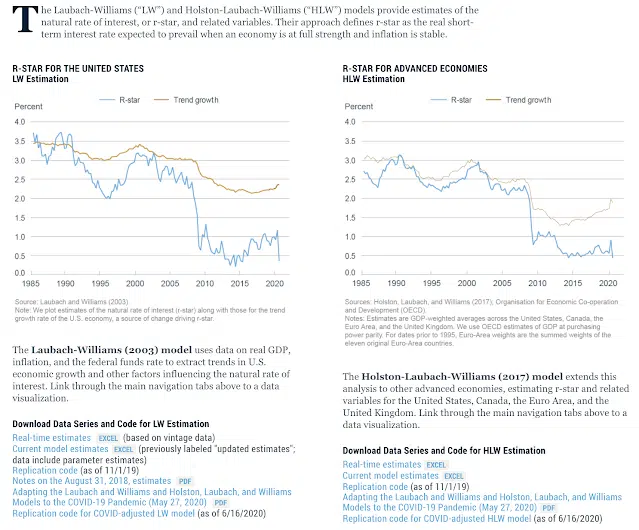 The Laubach-Williams (“LW”) and Holston-Laubach-Williams (“HLW”) models provide estimates of the
natural rate of interest, or r-star, and related variables. Their approach defines r-star as the real short-
term interest rate expected to prevail when an economy is at full strength and inflation is stable.
R-STAR FOR THE UNITED STATES
LW Estimation
R-star
Trend growth
Percent
4.0
3.5
3.0
2.5
2.0
1.5
1.0
0.5
0.0
1985
1990
1995
2000
2005
2010
2015
2020
Source: Laubach and Williams (2003).
Note: We plot estimates of the natural rate of interest (r-star) along with those for the trend
growth rate of the U.S. economy, a source of change driving r-star.
The Laubach-Williams (2003) model uses data on real GDP,
inflation, and the federal funds rate to extract trends in U.S.
economic growth and other factors influencing the natural rate of
interest. Link through the main navigation tabs above to a data
visualization.
Download Data Series and Code for LW Estimation
Real-time estimates EXCEL (based on vintage data)
Current model estimates EXCEL (previously labeled "updated estimates";
data include parameter estimates)
Replication code (as of 11/1/19)
Notes on the August 31, 2018, estimates PDF
Adapting the Laubach and Williams and Holston, Laubach, and Williams
Models to the COVID-19 Pandemic (May 27, 2020) PDF
Replication code for COVID-adjusted LW model (as of 6/16/2020)
R-STAR FOR ADVANCED ECONOMIES
HLW Estimation
R-star
Trend growth
Percent
4.0
3.5
3.0
2.5
2.0
1.5
1.0
0.5
0.0
1985
1990
1995
2000
2005
2010
2015
2020
Sources: Holston, Laubach, and Williams (2017), Organisation for Economic Co-operation
and Development (OECD).
Notes: Estimates are GDP-weighted averages across the United States, Canada, the
Euro Area, and the United Kingdom. We use OECD estimates of GDP at purchasing
power parity. For dates prior to 1995, Euro-Area weights are the summed weights of the
eleven original Euro-Area countries.
The Holston-Laubach-Williams (2017) model extends this
analysis to other advanced economies, estimating r-star and related
variables for the United States, Canada, the Euro Area, and the
United Kingdom. Link through the main navigation tabs above to a
data visualization.
Download Data Series and Code for HLW Estimation
Real-time estimates EXCEL
Current model estimates EXCEL
Replication code (as of 11/1/19)
Adapting the Laubach and Williams and Holston, Laubach, and Williams
Models to the COVID-19 Pandemic (May 27, 2020) PDF
Replication code for COVID-adjusted HLW model (as of 6/16/2020)